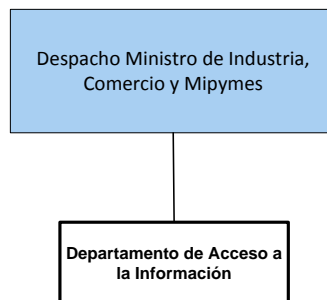 Despacho Ministro de Industria,
Comercio y Mipymes
Departamento de Acceso a
la Información